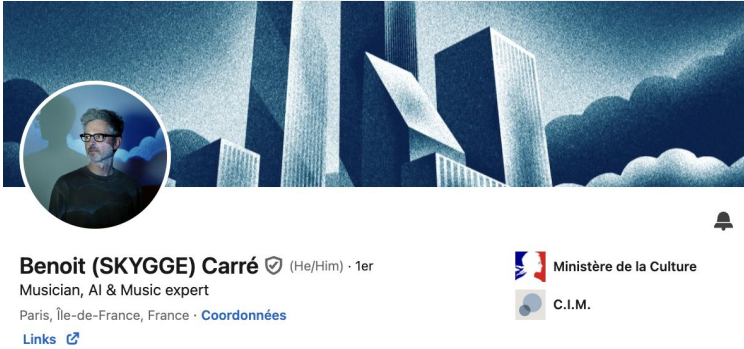 Benoit (SKYGGE) Carré (He/Him) · 1er
Musician, AI & Music expert
Paris, Île-de-France, France · Coordonnées
Links
Ministère de la Culture
C.I.M.